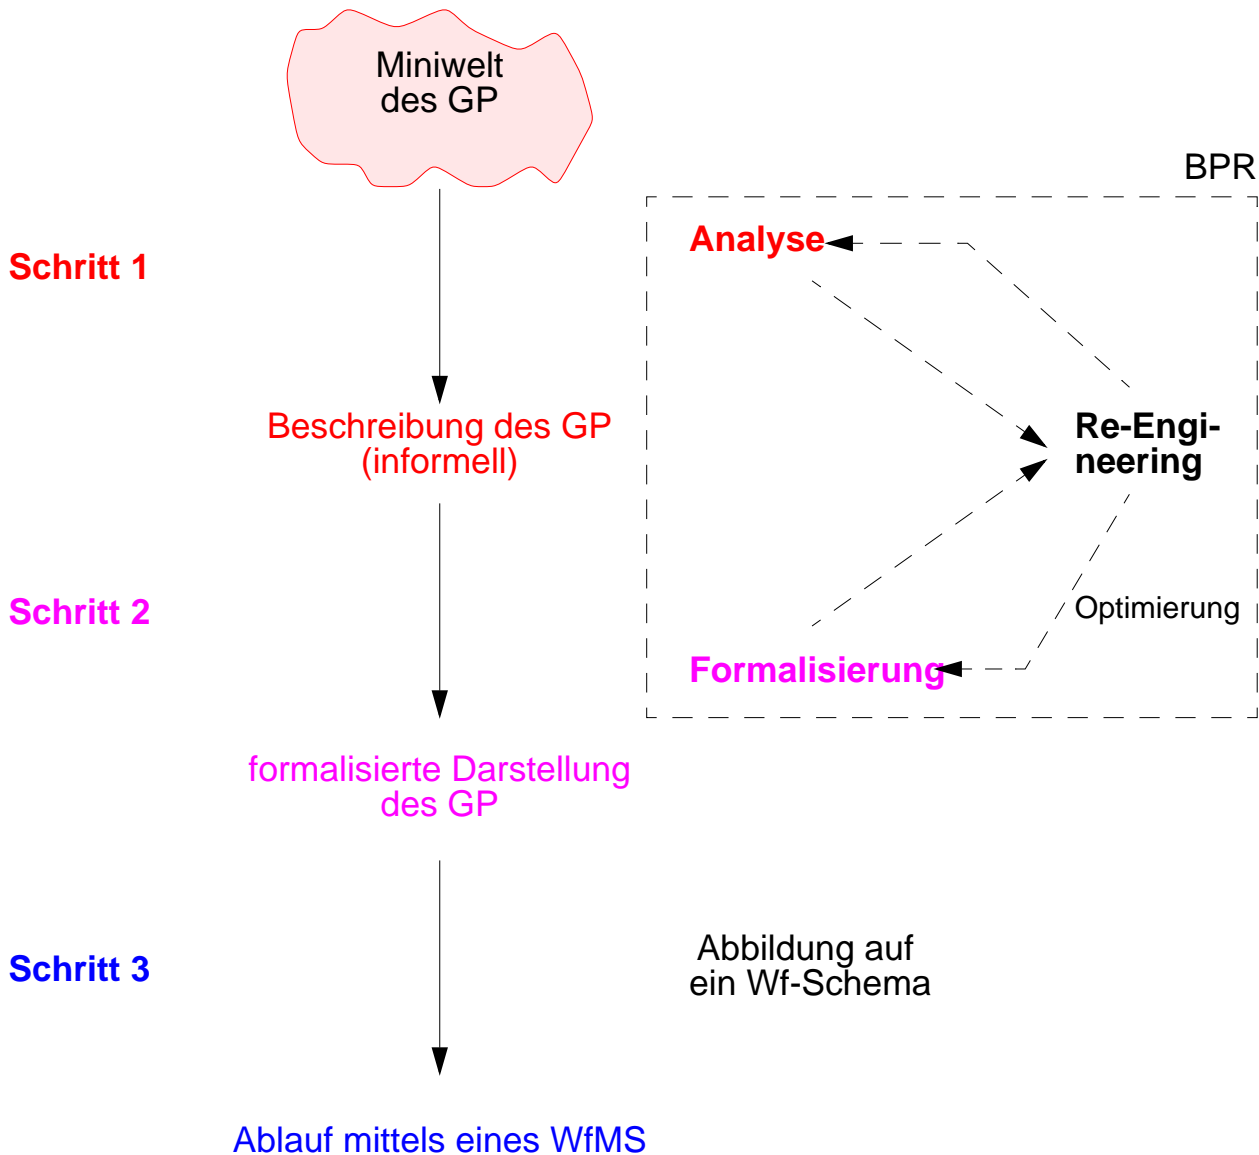 Miniwelt
des GP
BPR
Schritt 1
Analyse
Beschreibung des GP
(informell)
Re-Engi-
neering
Schritt 2
Optimierung
Formalisierung
formalisierte Darstellung
des GP
Schritt 3
Abbildung auf
ein Wf-Schema
Ablauf mittels eines WfMS